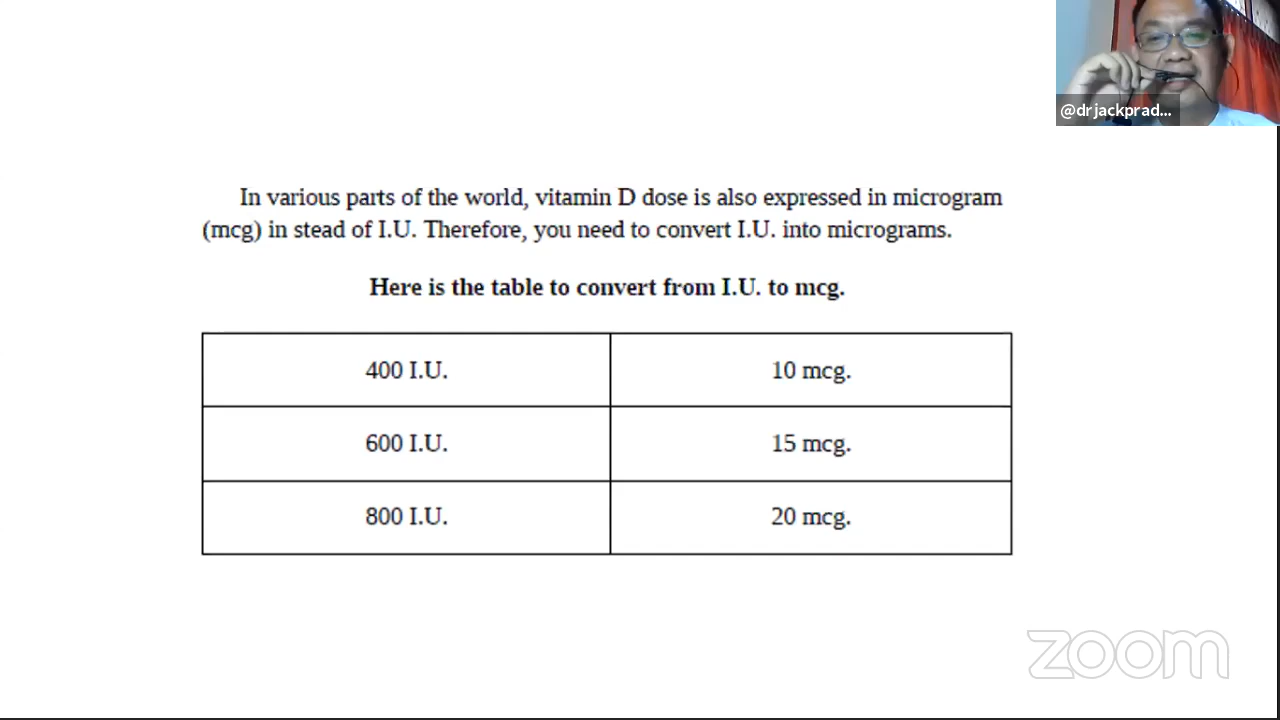 @drjackprad...
In various parts of the world, vitamin D dose is also expressed in microgram
(mcg) in stead of I.U. Therefore, you need to convert I.U. into micrograms.
Here is the table to convert from I.U. to mcg.
400 I.U. 10 mcg.
600 I.U. 15 mcg.
800 I.U. 20 mcg.
zoom